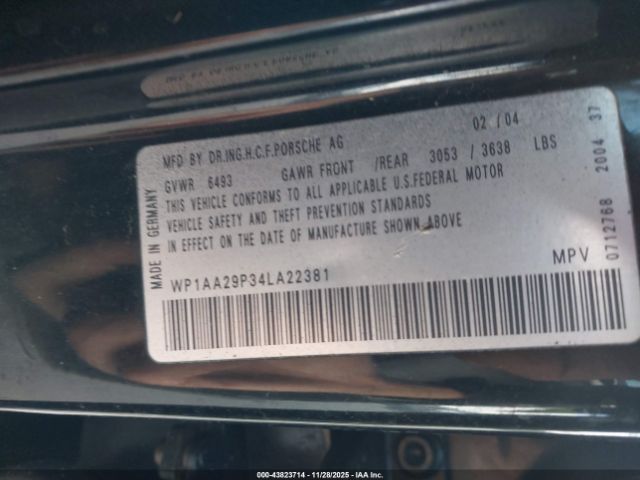 MFD BY DR.ING.H.C.F.PORSCHE AG 02 / 04
GVWR 6493 GAWR FRONT /REAR 3053 / 3638 LBS
THIS VEHICLE CONFORMS TO ALL APPLICABLE U.S.FEDERAL MOTOR
VEHICLE SAFETY AND THEFT PREVENTION STANDARDS
IN EFFECT ON THE DATE OF MANUFACTURE SHOWN ABOVE
WP1AA29P34LA22381 MPV
MADE IN GERMANY
0712768 2004 37
00-43823714 | 11/28/2025 | IAA Inc.